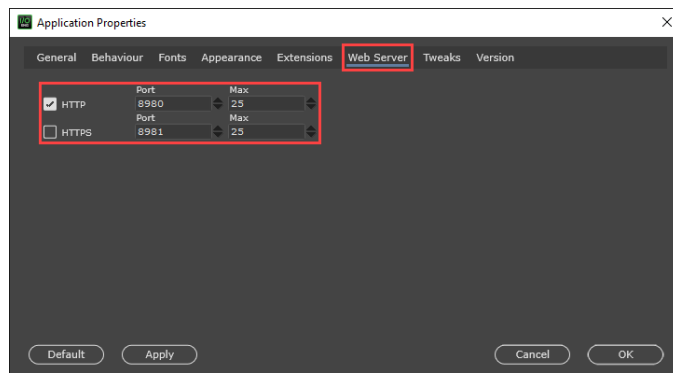 Application Properties
General Behaviour Fonts Appearance Extensions Web Server Tweaks Version
Port Max
HTTP 8980 25
Port Max
HTTPS 8981 25
Default Apply Cancel OK